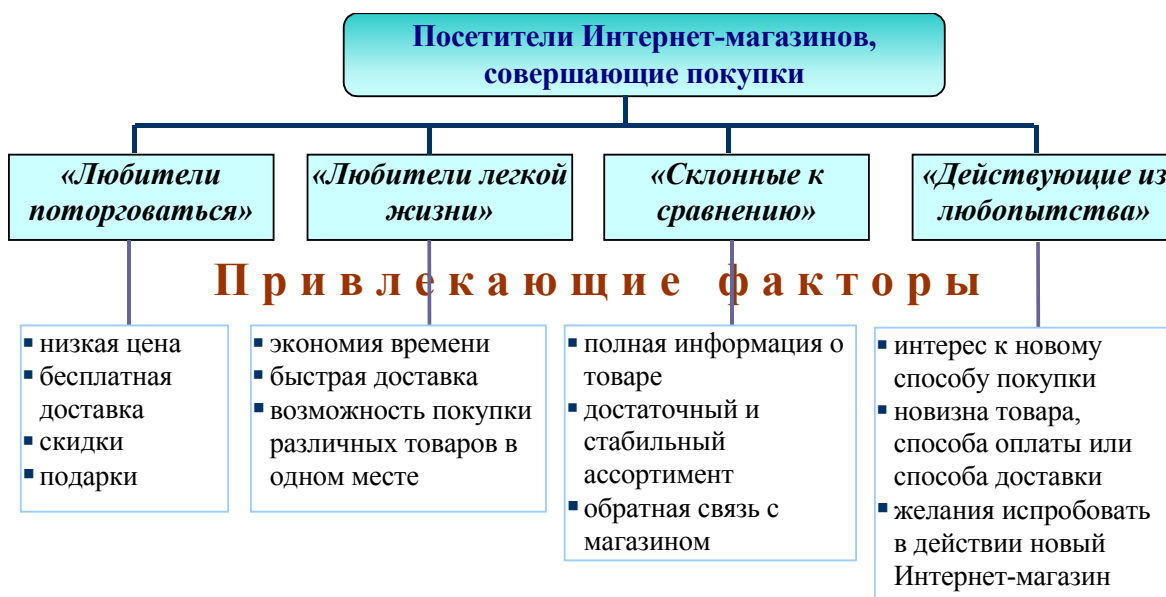 Посетители Интернет-магазинов,
совершающие покупки
«Любители
поторговаться»
«Любители легкой
жизни»
«Склонные к
сравнению»
«Действующие из
любопытства»
Привлекающие факторы
низкая цена
бесплатная
доставка
скидки
подарки
экономия времени
быстрая доставка
возможность покупки
различных товаров в
одном месте
полная информация о
товаре
достаточный и
стабильный
ассортимент
обратная связь с
магазином
интерес к новому
способу покупки
новизна товара,
способа оплаты или
способа доставки
желания испробовать
в действии новый
Интернет-магазин